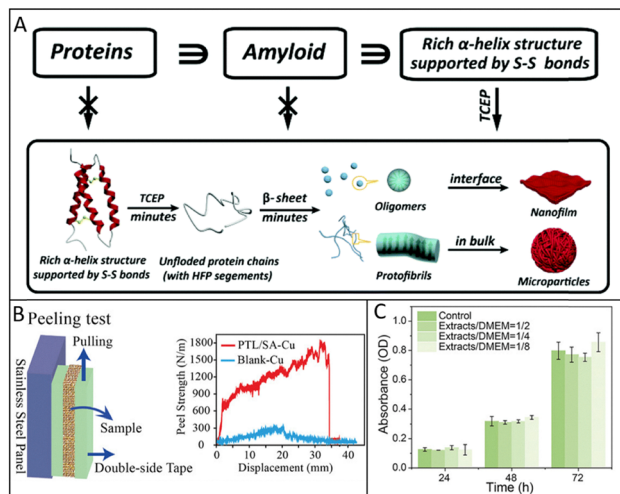 A
Proteins
Amyloid
Rich α-helix structure
supported by S-S bonds
TCEP
TCEP
minutes
β-sheet
minutes
Oligomers
interface
Nanofilm
Rich α-helix structure
supported by S-S bonds
Unfloded protein chains
(with HFP segements)
Protofibrils
in bulk
Microparticles
B
Peeling test
Pulling
Stainless Steel Panel
Sample
Double-side Tape
PTL/SA-Cu
Blank-Cu
Peel Strength (N/m)
1800
1500
1200
900
600
300
0
0 10 20 30 40
Displacement (mm)
C
Control
Extracts/DMEM=1/2
Extracts/DMEM=1/4
Extracts/DMEM=1/8
Absorbance (OD)
1.0
0.8
0.6
0.4
0.2
0.0
24 48 72
Time (h)